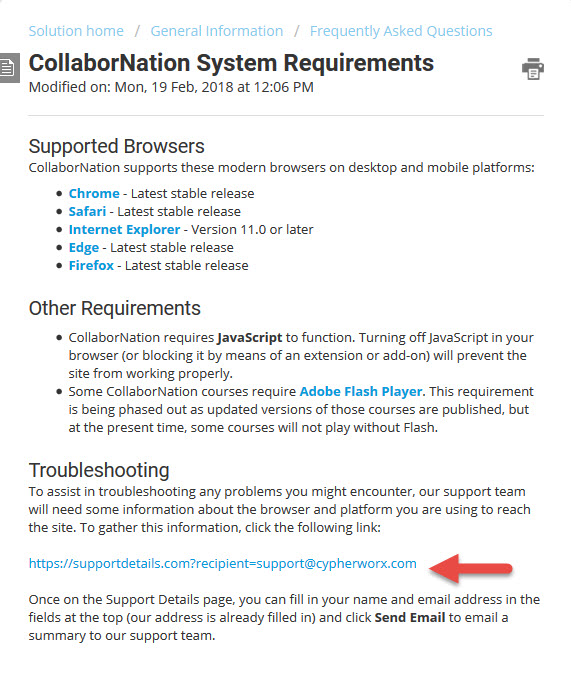 Solution home / General Information / Frequently Asked Questions
CollaborNation System Requirements
Modified on: Mon, 19 Feb, 2018 at 12:06 PM
Supported Browsers
CollaborNation supports these modern browsers on desktop and mobile platforms:
• Chrome - Latest stable release
• Safari - Latest stable release
• Internet Explorer - Version 11.0 or later
• Edge - Latest stable release
• Firefox - Latest stable release
Other Requirements
• CollaborNation requires JavaScript to function. Turning off JavaScript in your
browser (or blocking it by means of an extension or add-on) will prevent the
site from working properly.
• Some CollaborNation courses require Adobe Flash Player. This requirement
is being phased out as updated versions of those courses are published, but
at the present time, some courses will not play without Flash.
Troubleshooting
To assist in troubleshooting any problems you might encounter, our support team
will need some information about the browser and platform you are using to reach
the site. To gather this information, click the following link:
https://supportdetails.com?recipient=support@cypherworx.com
Once on the Support Details page, you can fill in your name and email address in the
fields at the top (our address is already filled in) and click Send Email to email a
summary to our support team.